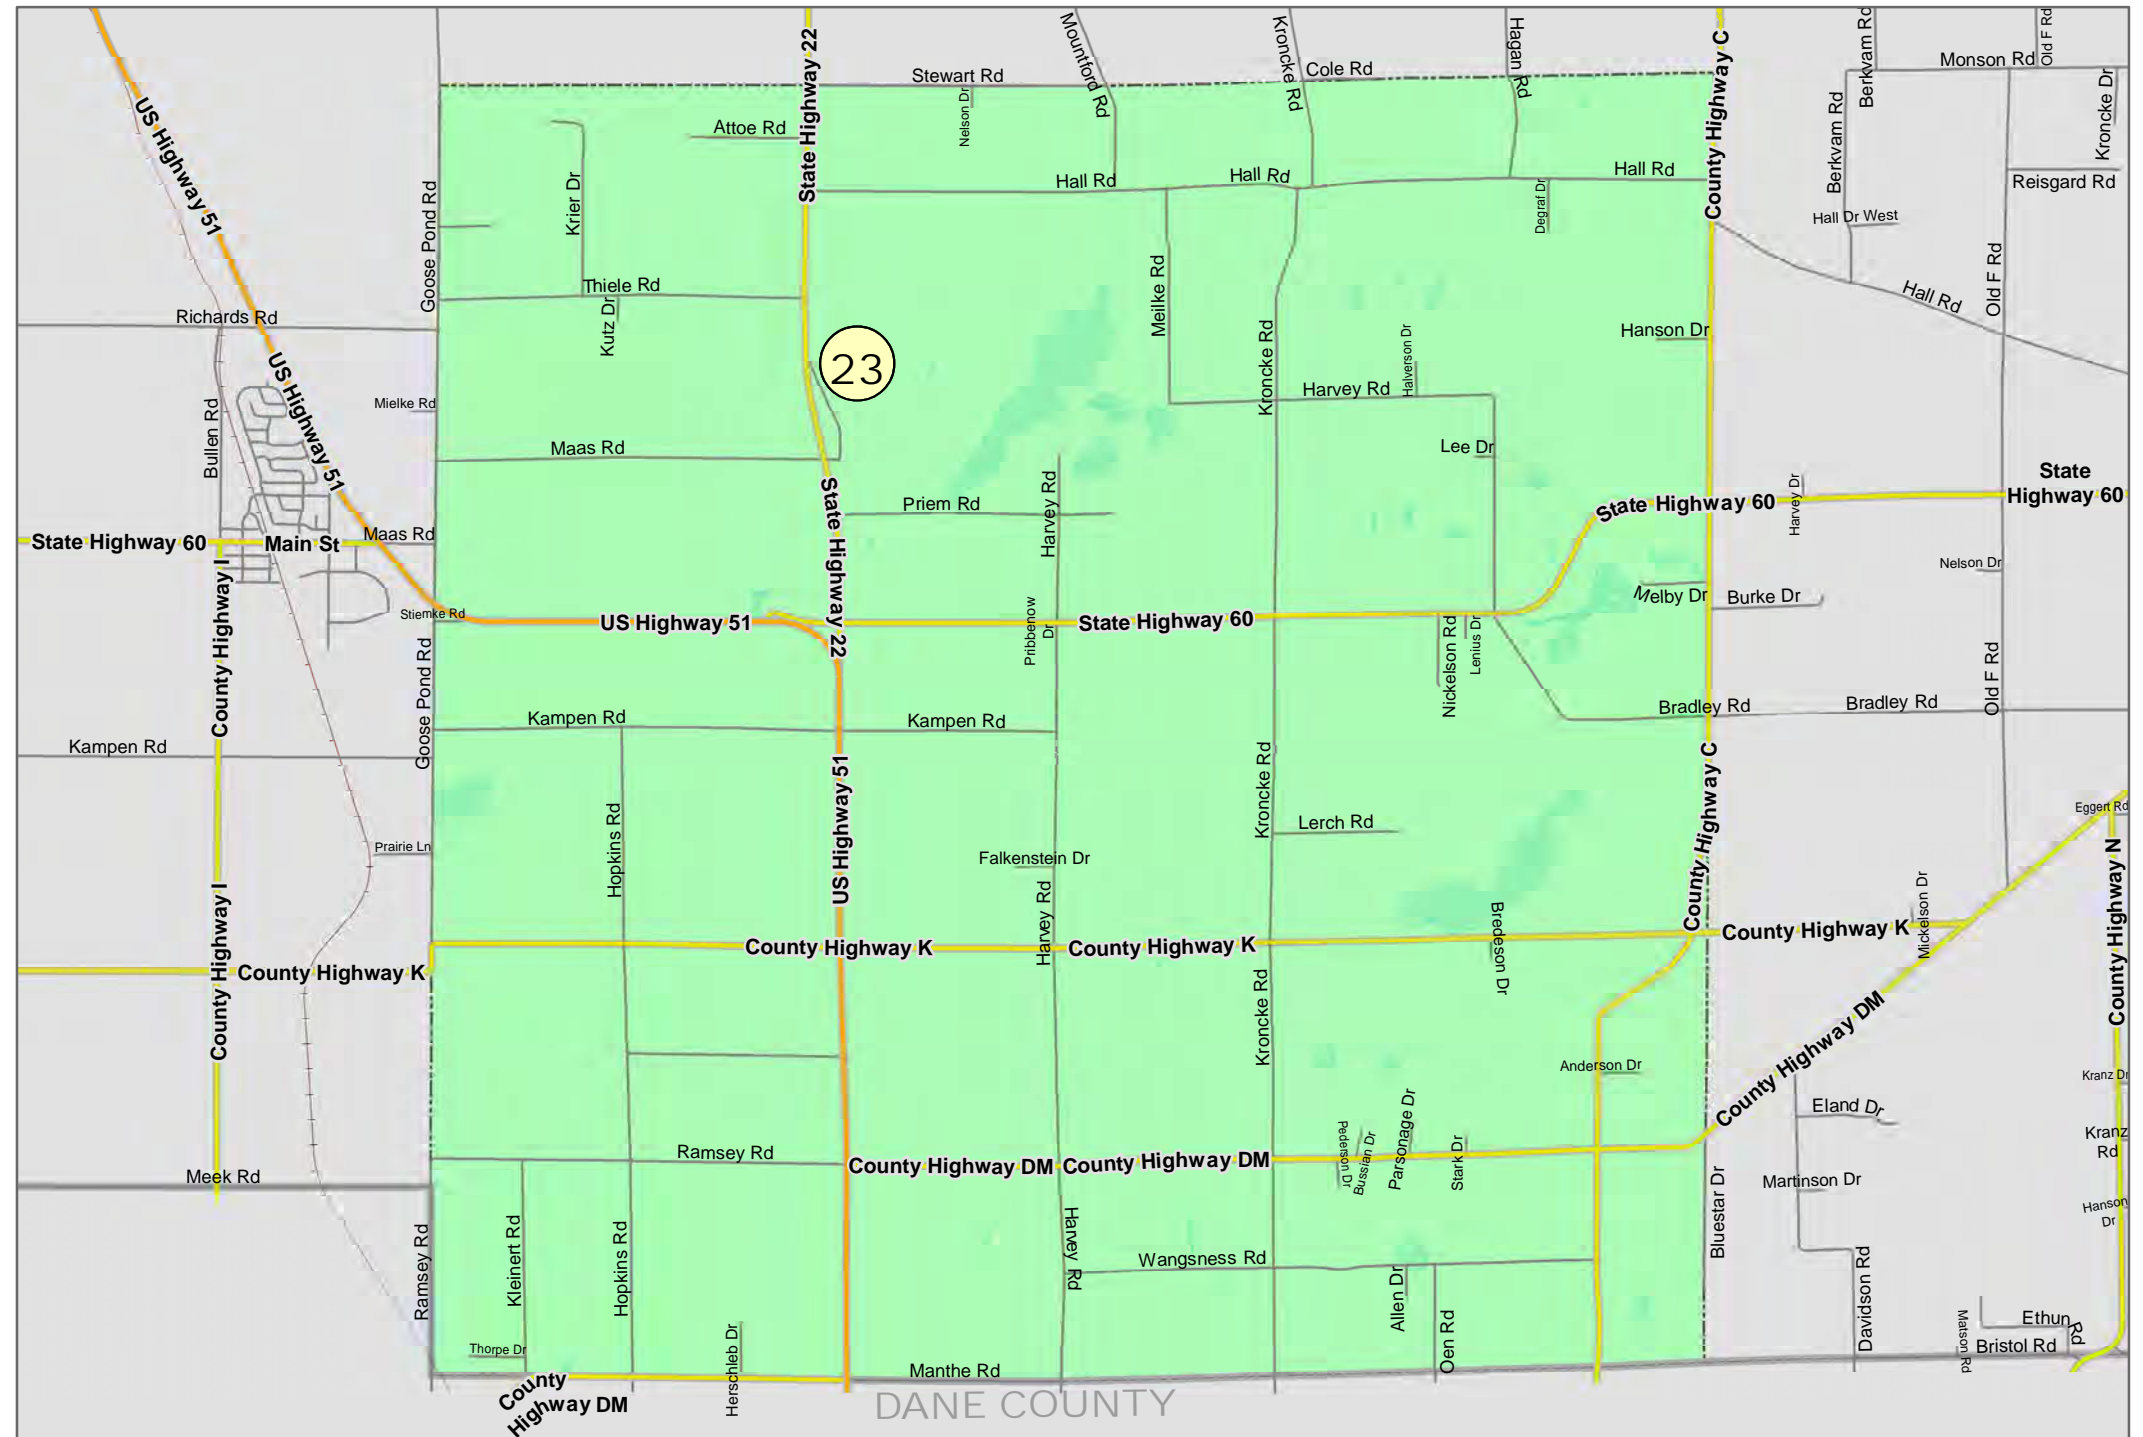 US Highway 51
State Highway 22
Stewart Rd
Mountford Rd
Kroncke Rd
Cole Rd
Hagan Rd
County Highway C
Berkvam Rd
Old F Rd
Monson Rd
Kroncke Dr
Nelson Dr
Attoe Rd
Krier Dr
Goose Pond Rd
Hall Rd
Hall Rd
Hall Rd
Degraf Dr
Berkvam Rd
Reisgard Rd
Hall Dr West
Hall Rd
Old F Rd
Thiele Rd
Kutz Dr
Richards Rd
US Highway 51
Mielke Rd
Bullen Rd
23
Meilke Rd
Kroncke Rd
Harvey Rd
Halverson Dr
Hanson Dr
Lee Dr
Maas Rd
State Highway 22
Priem Rd
Harvey Rd
State Highway 60
Harvey Dr
State
Highway 60
State Highway 60
Main St
Maas Rd
County Highway I
Stiemke Rd
US Highway 51
Pribbenow
Dr
State Highway 60
Nickelson Rd
Lenius Dr
Melby Dr
Burke Dr
Nelson Dr
Old F Rd
Goose Pond Rd
Kampen Rd
Kampen Rd
Kampen Rd
Bradley Rd
Bradley Rd
US Highway 51
Kroncke Rd
County Highway C
Hopkins Rd
Prairie Ln
Falkenstein Dr
Lerch Rd
Eggert Rd
County Highway N
County Highway I
County Highway K
County Highway K
Harvey Rd
County Highway K
Kroncke Rd
Bredeson Dr
County Highway K
Mickelson Dr
County Highway DM
Anderson Dr
Kranz Dr
Eland Dr
Kranz
Rd
Ramsey Rd
County Highway DM
County Highway DM
Pederson Dr
Bussian Dr
Parsonage Dr
Stark Dr
Meek Rd
Martinson Dr
Hanson
Dr
Bluestar Dr
Ramsey Rd
Kleinert Rd
Hopkins Rd
Harvey Rd
Wangsness Rd
Allen Dr
Oen Rd
Davidson Rd
Matson Rd
Ethun
Rd
Bristol Rd
Thorpe Dr
Herschleb Dr
Manthe Rd
County
Highway DM
DANE COUNTY